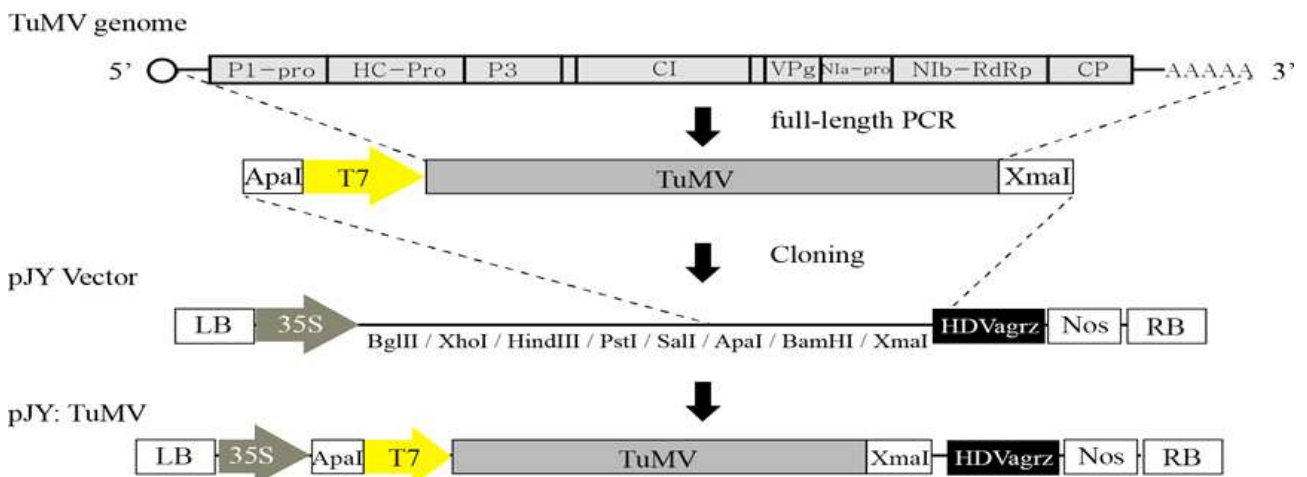 TuMV genome
5’ P1-pro HC-Pro P3 CI VPg NIa-pro NIb-RdRp CP AAAAA 3’
full-length PCR
ApaI T7 TuMV XmaI
Cloning
pJY Vector
LB 35S HDVagrz Nos RB
BglII / XhoI / HindIII / PstI / SalI / ApaI / BamHI / XmaI
pJY: TuMV
LB 35S ApaI T7 TuMV XmaI HDVagrz Nos RB